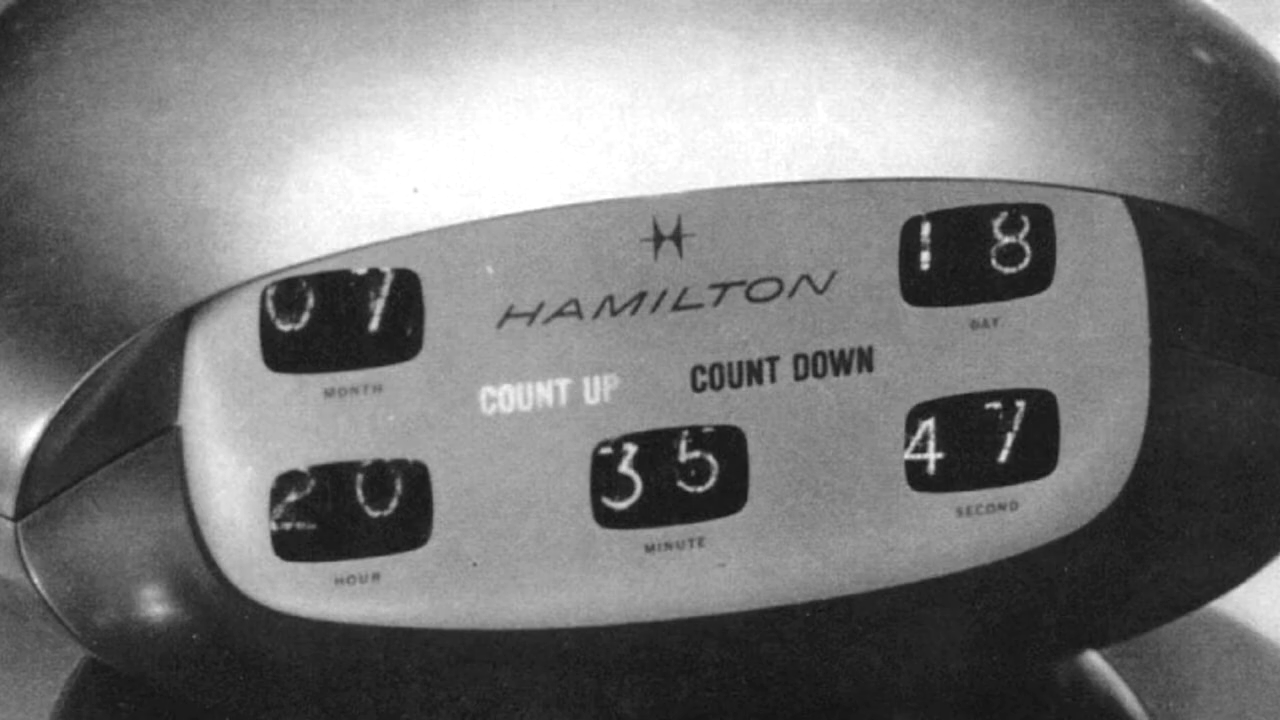 07
MONTH
HAMILTON
18
DAY
COUNT UP
COUNT DOWN
20
HOUR
35
MINUTE
47
SECOND